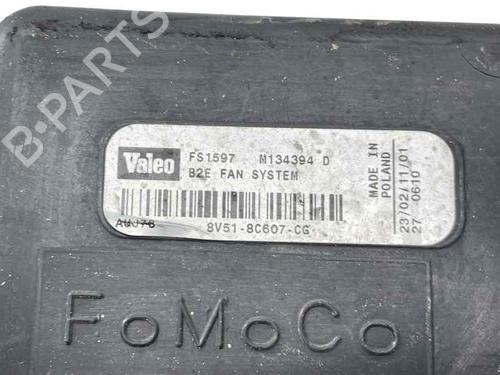 Valeo FS1597 M134394 D
B2E FAN SYSTEM
AUJ76 8V51-8C607-CG
MADE IN
POLAND
23/02/11/01
27 0610
FoMoCo
B-PARTS